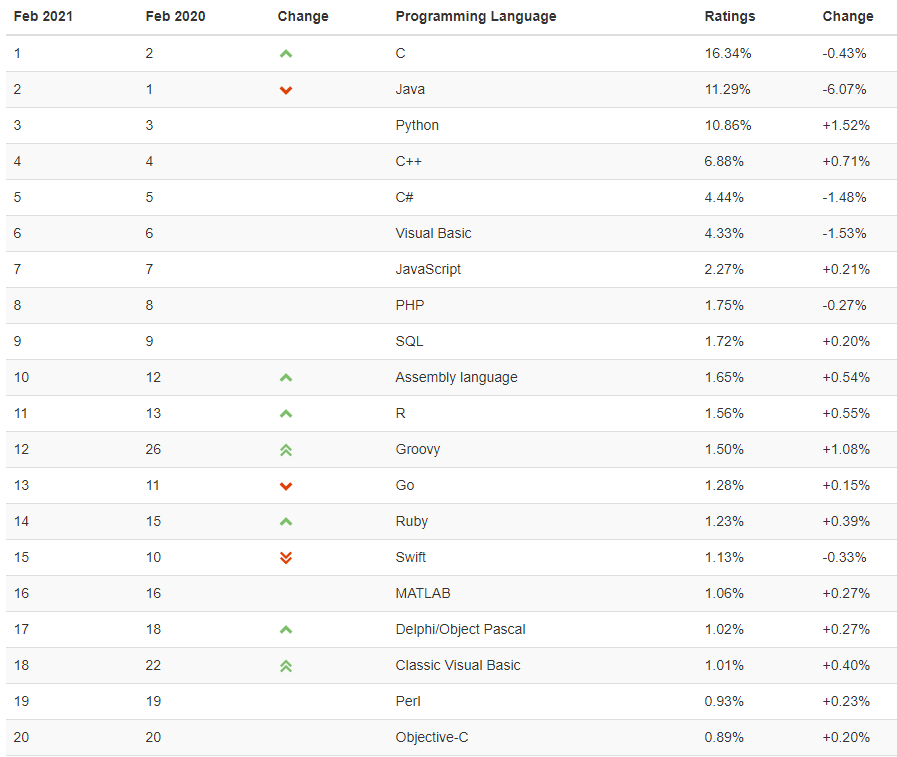 Feb 2021 Feb 2020 Change Programming Language Ratings Change
1 2 C 16.34% -0.43%
2 1 Java 11.29% -6.07%
3 3 Python 10.86% +1.52%
4 4 C++ 6.88% +0.71%
5 5 C# 4.44% -1.48%
6 6 Visual Basic 4.33% -1.53%
7 7 JavaScript 2.27% +0.21%
8 8 PHP 1.75% -0.27%
9 9 SQL 1.72% +0.20%
10 12 Assembly language 1.65% +0.54%
11 13 R 1.56% +0.55%
12 26 Groovy 1.50% +1.08%
13 11 Go 1.28% +0.15%
14 15 Ruby 1.23% +0.39%
15 10 Swift 1.13% -0.33%
16 16 MATLAB 1.06% +0.27%
17 18 Delphi/Object Pascal 1.02% +0.27%
18 22 Classic Visual Basic 1.01% +0.40%
19 19 Perl 0.93% +0.23%
20 20 Objective-C 0.89% +0.20%